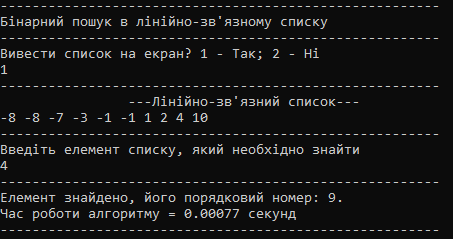 -------------------------------------------------------
Бінарний пошук в лінійно-зв'язному списку
-------------------------------------------------------
Вивести список на екран? 1 - Так; 2 - Ні
1
-------------------------------------------------------
---Лінійно-зв'язний список---
-8 -8 -7 -3 -1 -1 1 2 4 10
-------------------------------------------------------
Введіть елемент списку, який необхідно знайти
4
-------------------------------------------------------
Елемент знайдено, його порядковий номер: 9.
Час роботи алгоритму = 0.00077 секунд
-------------------------------------------------------